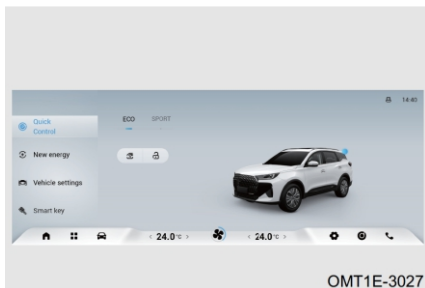 14:40
Quick
Control
ECO SPORT
New energy
Vehicle settings
Smart key
24.0°C
24.0°C
OMT1E-3027